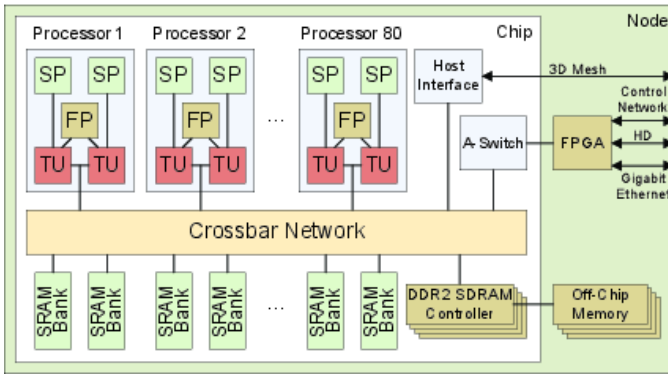 Processor 1
Processor 2
Processor 80
Chip
Node
SP SP
SP SP
SP SP
FP
FP
...
FP
TU TU
TU TU
TU TU
Host
Interface
3D Mesh
Control
Network
A-Switch
FPGA
HD
Gigabit
Ethernet
Crossbar Network
SRAM
Bank
SRAM
Bank
SRAM
Bank
SRAM
Bank
...
SRAM
Bank
SRAM
Bank
DDR2 SDRAM
Controller
Off-Chip
Memory